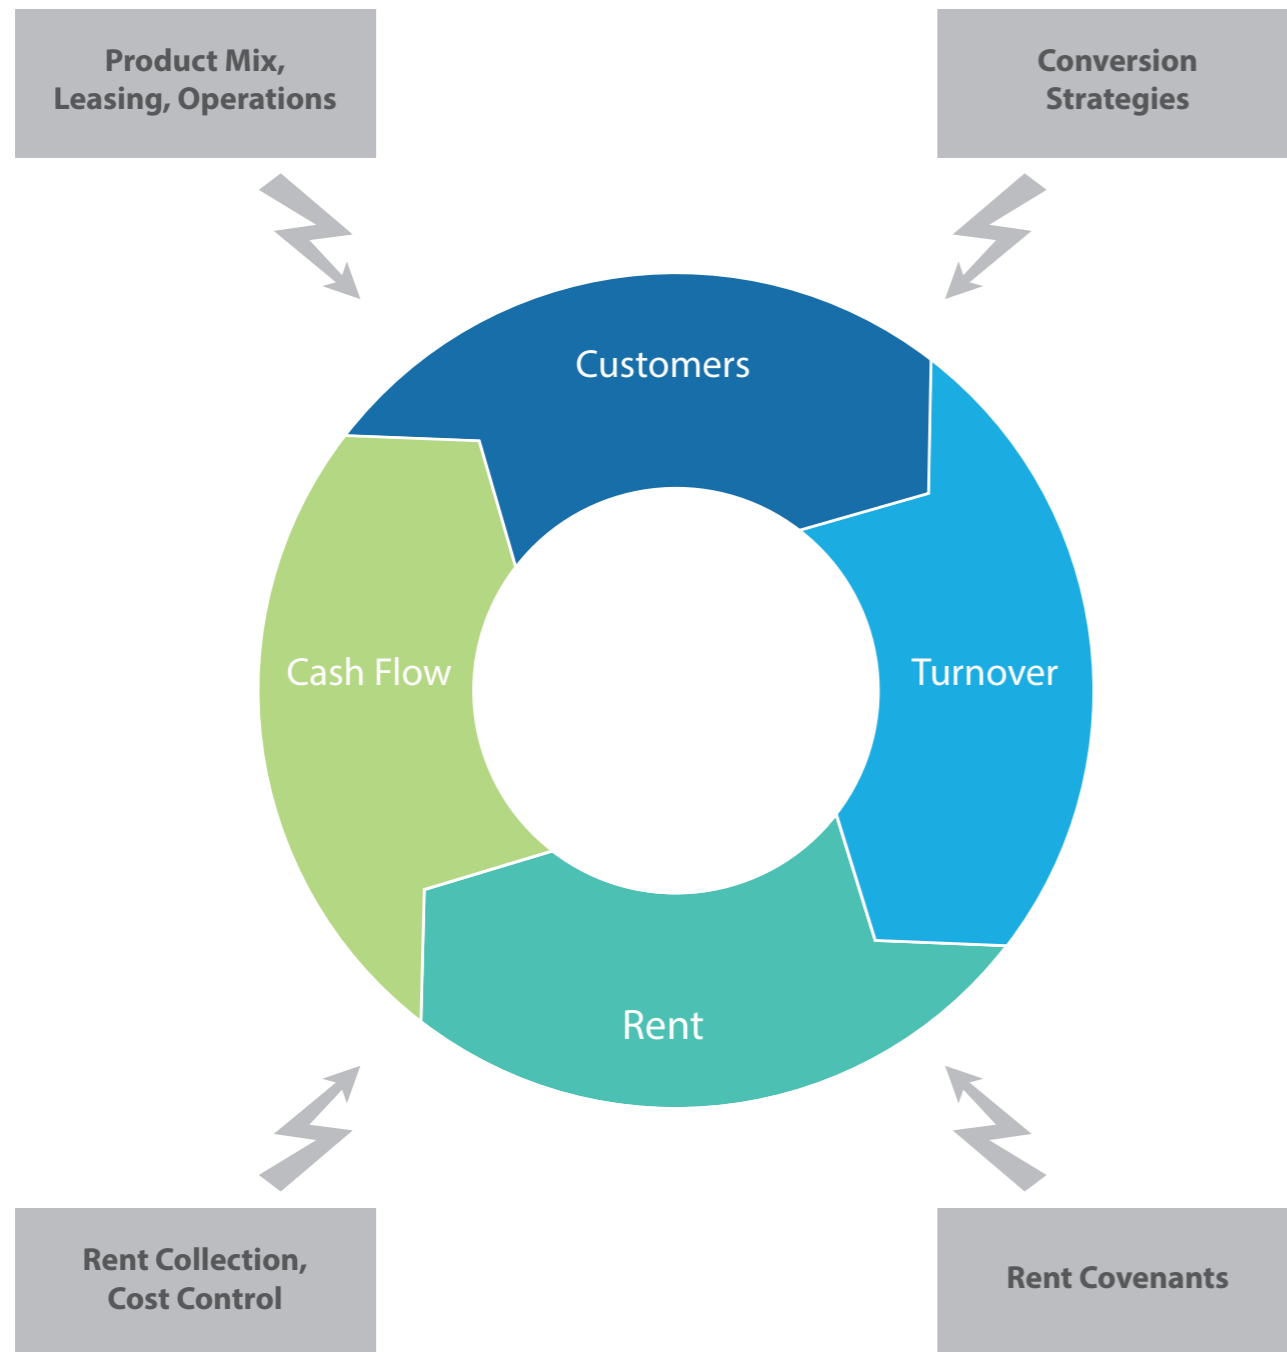 Product Mix,
Leasing, Operations
Conversion
Strategies
Customers
Cash Flow
Turnover
Rent
Rent Collection,
Cost Control
Rent Covenants